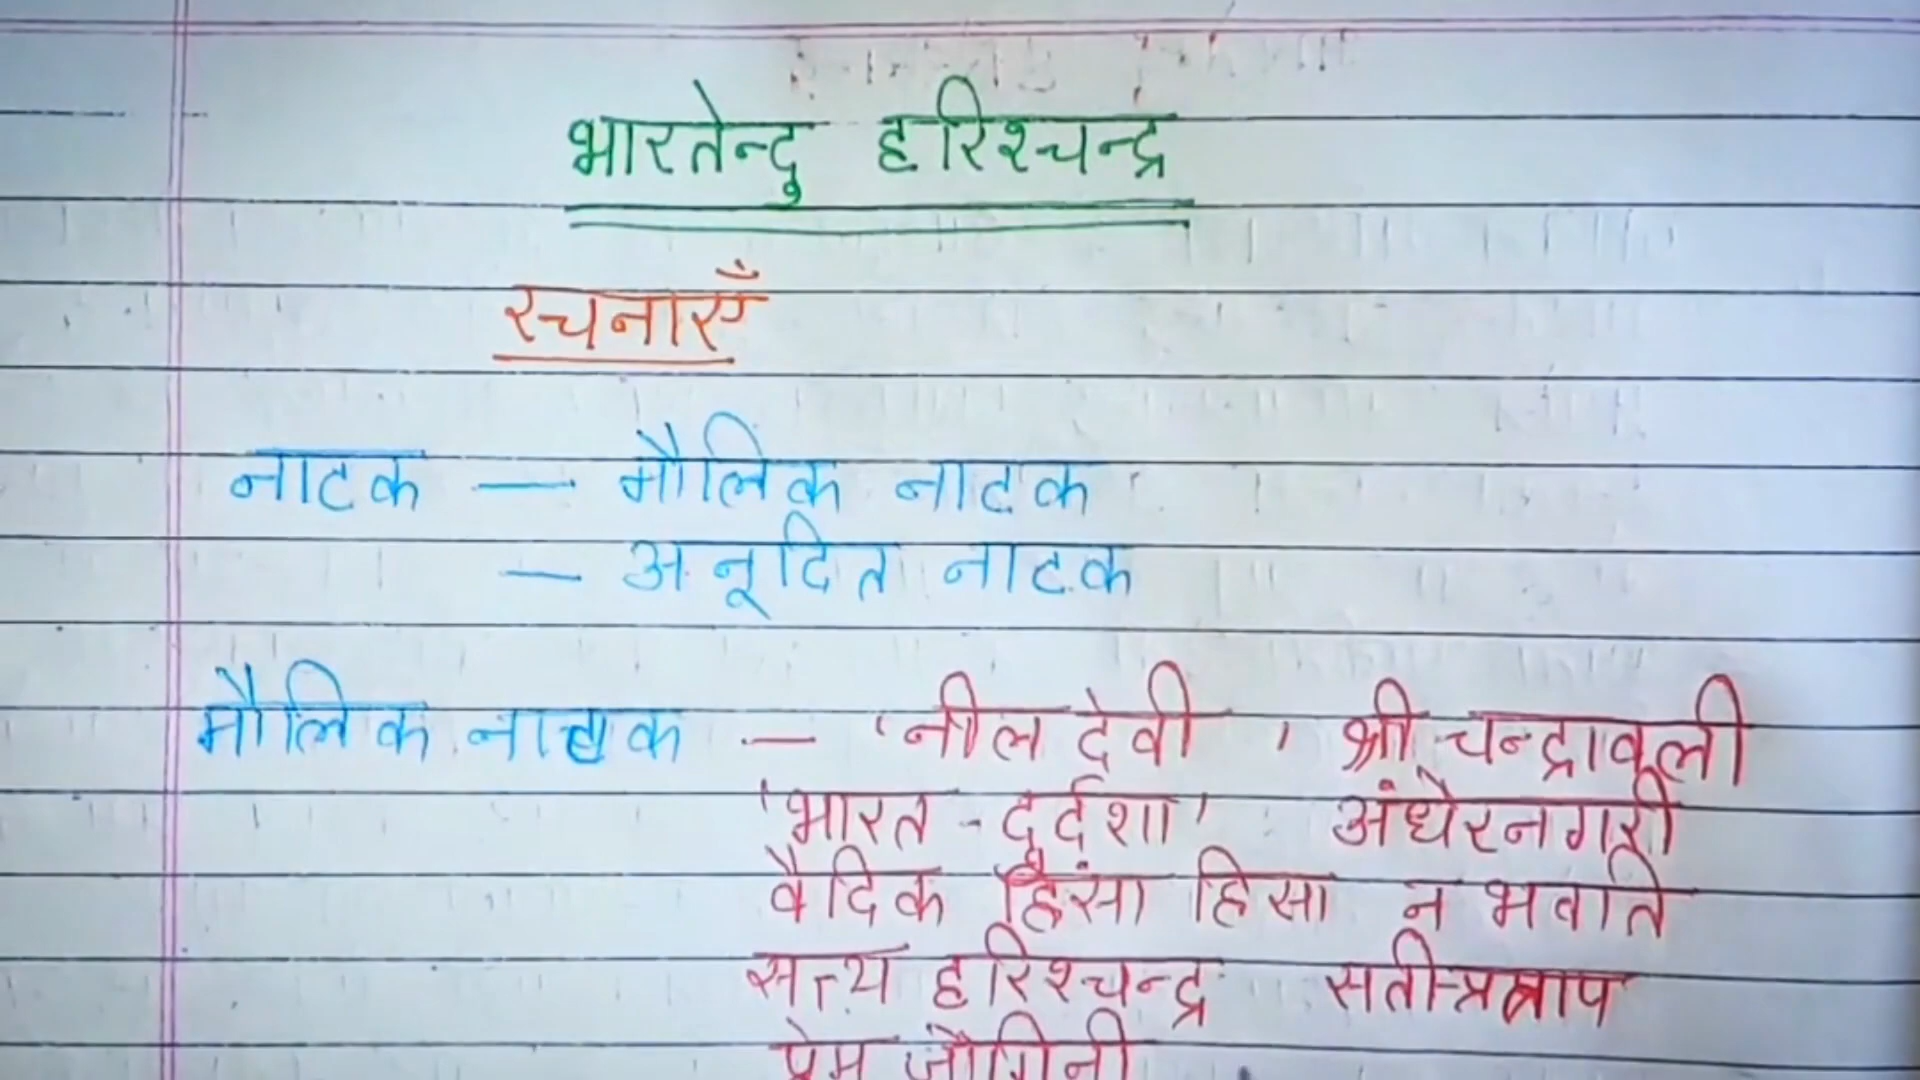 भारतेन्दु हरिश्चन्द्र
रचनाएँ
नाटक — मौलिक नाटक
— अनूदित नाटक
मौलिक नाटक — 'नील देवी' श्री चन्द्रावली
'भारत - दुर्दशा' अंधेरनगरी
वैदिक हिंसा हिंसा न भवति
सत्य हरिश्चन्द्र सती-प्रताप
प्रेम जोगिनी